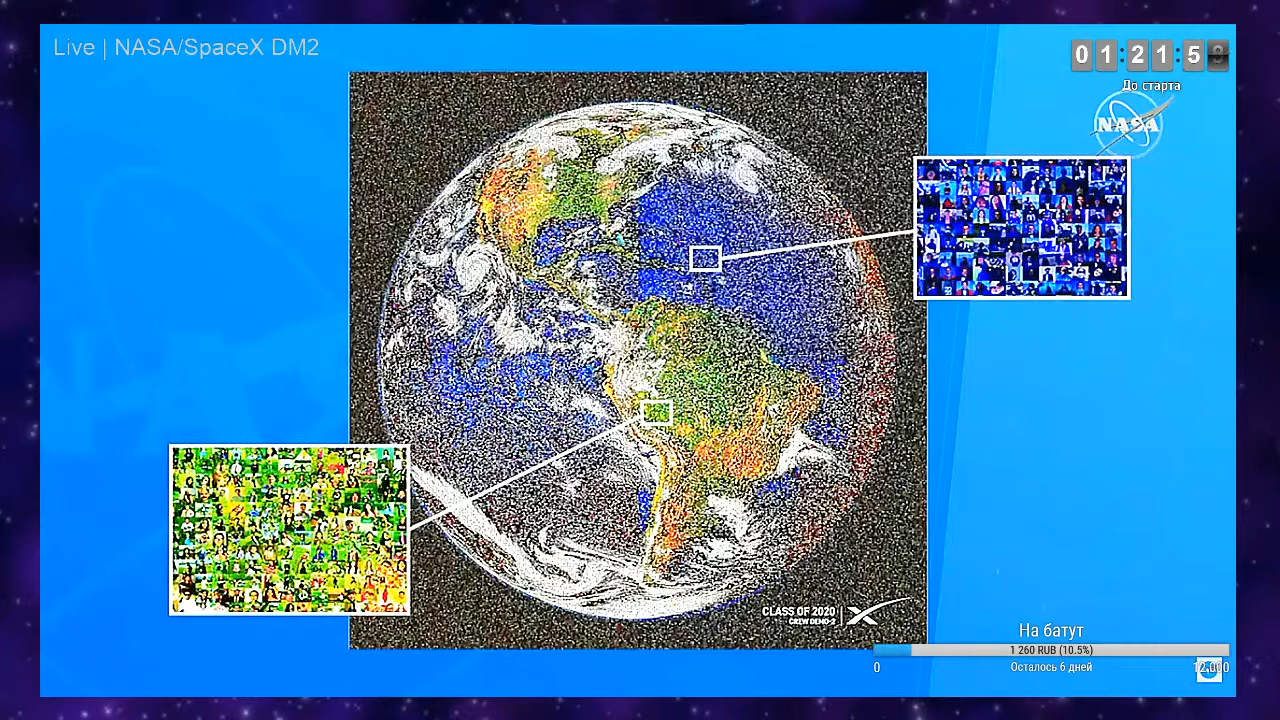 Live | NASA/SpaceX DM2
01:21:5
До старта
NASA
CLASS OF 2020
CREW DEMO-2
На батут
1 260 RUB (10.5%)
0
Осталось 6 дней
12,000